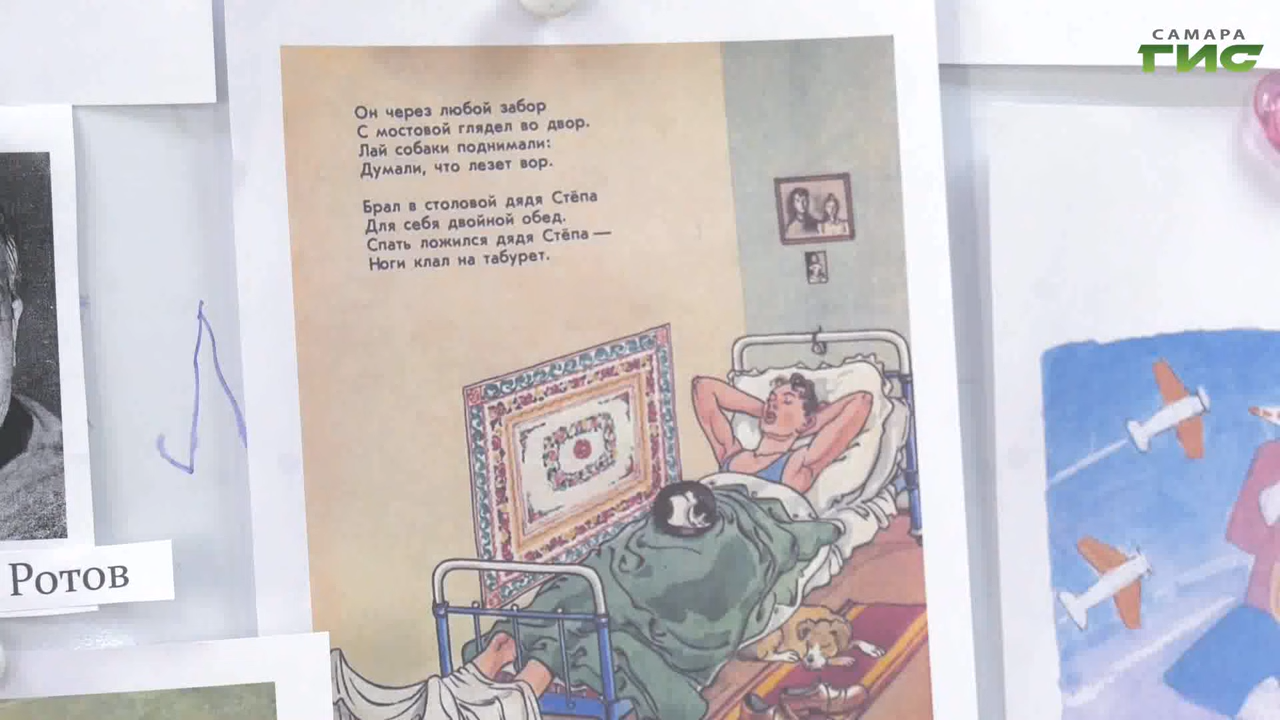 САМАРА
ГИС
Он через любой забор
С мостовой глядел во двор.
Лай собаки поднимали:
Думали, что лезет вор.
Брал в столовой дядя Стёпа
Для себя двойной обед.
Спать ложился дядя Стёпа —
Ноги клал на табурет.
Ротов